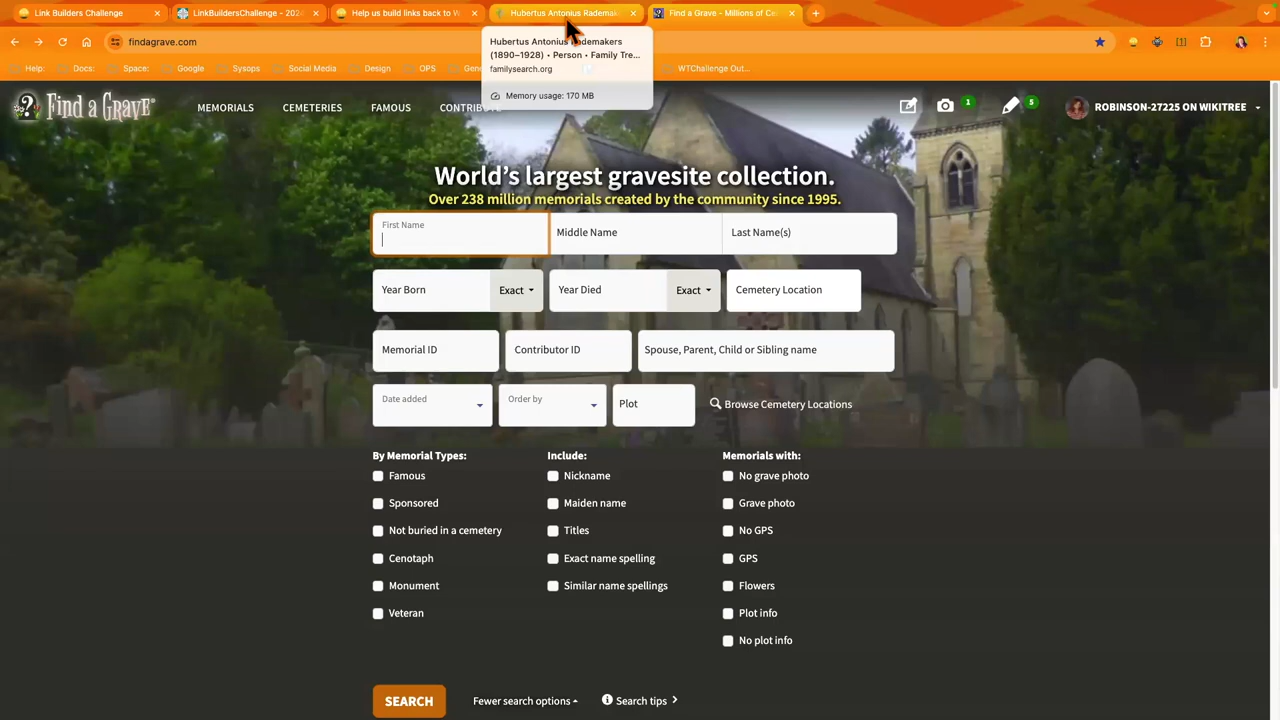 Link Builders Challenge
LinkBuildersChallenge - 202
Help us build links back to W
Hubertus Antonius Rademak
Find a Grave - Millions of Ce
findagrave.com
Help:
Docs:
Space:
Google
Sysops
Social Media
Design
OPS
WTChallenge Out...
Hubertus Antonius
(1890–1928) • Person • Family Tre...
familysearch.org
Memory usage: 170 MB
Find a Grave®
MEMORIALS
CEMETERIES
FAMOUS
1
5
ROBINSON-27225 ON WIKITREE
World's largest gravesite collection.
Over 238 million memorials created by the community since 1995.
First Name
Middle Name
Last Name(s)
Year Born
Exact
Year Died
Exact
Cemetery Location
Memorial ID
Contributor ID
Spouse, Parent, Child or Sibling name
Date added
Order by
Plot
Browse Cemetery Locations
By Memorial Types:
Include:
Memorials with:
Famous
Nickname
No grave photo
Sponsored
Maiden name
Grave photo
Not buried in a cemetery
Titles
No GPS
Cenotaph
Exact name spelling
GPS
Monument
Similar name spellings
Flowers
Veteran
Plot info
No plot info
SEARCH
Fewer search options
Search tips